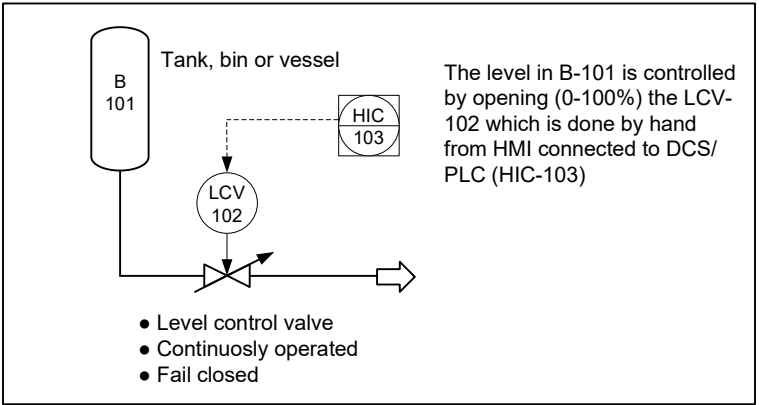 B
101
Tank, bin or vessel
HIC
103
The level in B-101 is controlled
by opening (0-100%) the LCV-
102 which is done by hand
from HMI connected to DCS/
PLC (HIC-103)
LCV
102
● Level control valve
● Continuosly operated
● Fail closed